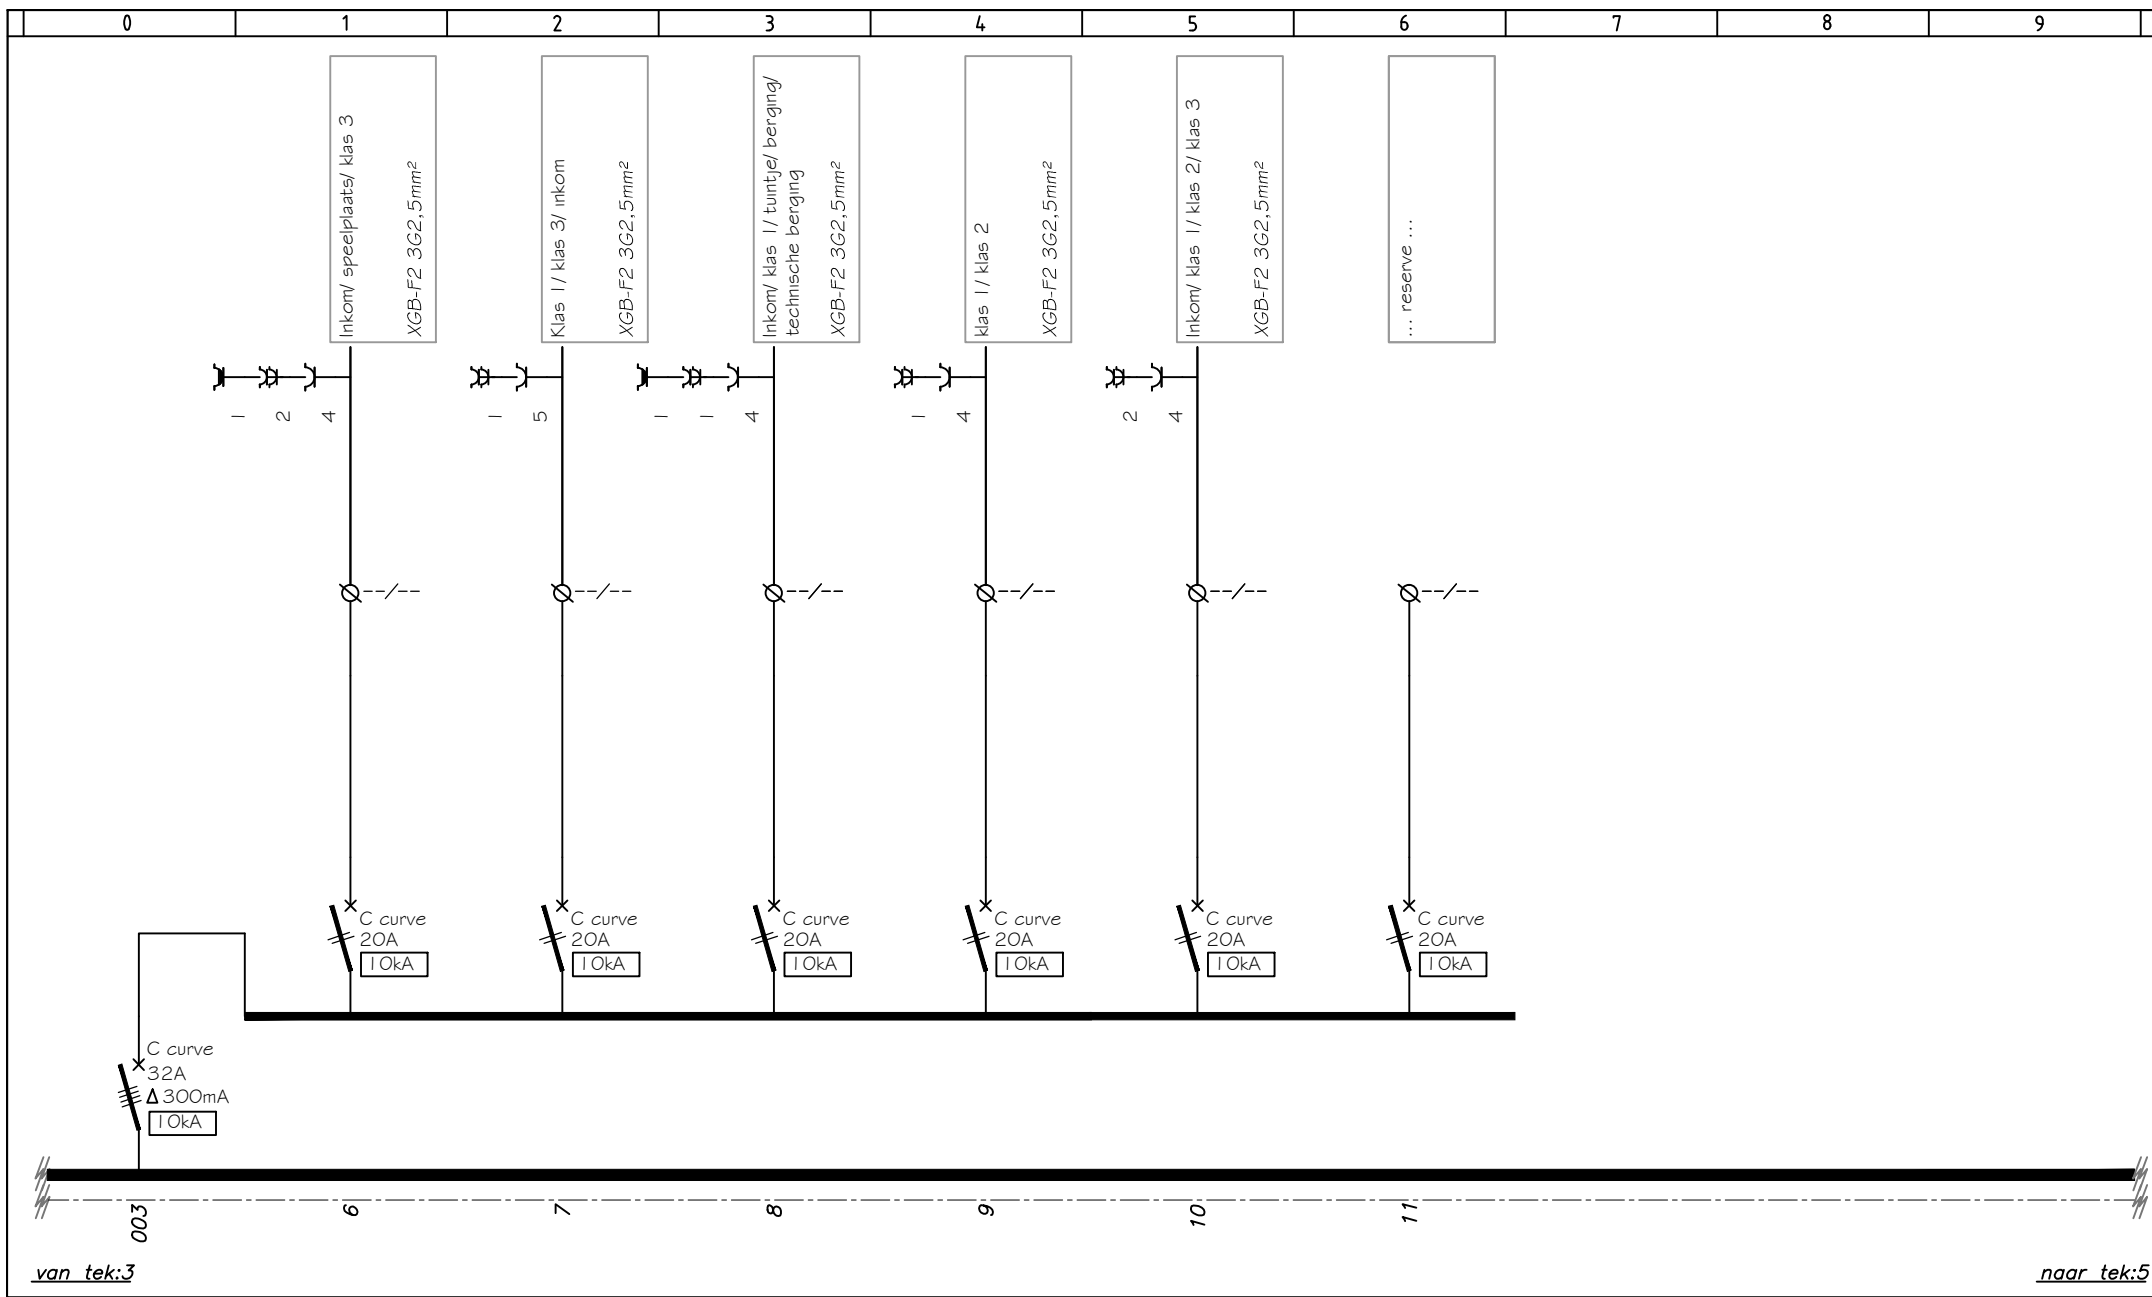 0 1 2 3 4 5 6 7 8 9
Inkom/ speelplaats/ klas 3
XGB-F2 3G2,5mm²
Klas 1/ klas 3/ inkom
XGB-F2 3G2,5mm²
Inkom/ klas 1/ tuintje/ berging/
technische berging
XGB-F2 3G2,5mm²
klas 1/ klas 2
XGB-F2 3G2,5mm²
Inkom/ klas 1/ klas 2/ klas 3
XGB-F2 3G2,5mm²
... reserve ...
1 2 4
1 5
1 1 4
1 4
2 4
--/--
--/--
--/--
--/--
--/--
--/--
C curve
20A
10kA
C curve
20A
10kA
C curve
20A
10kA
C curve
20A
10kA
C curve
20A
10kA
C curve
20A
10kA
C curve
32A
Δ 300mA
10kA
003 6 7 8 9 10 11
van tek:3
naar tek:5